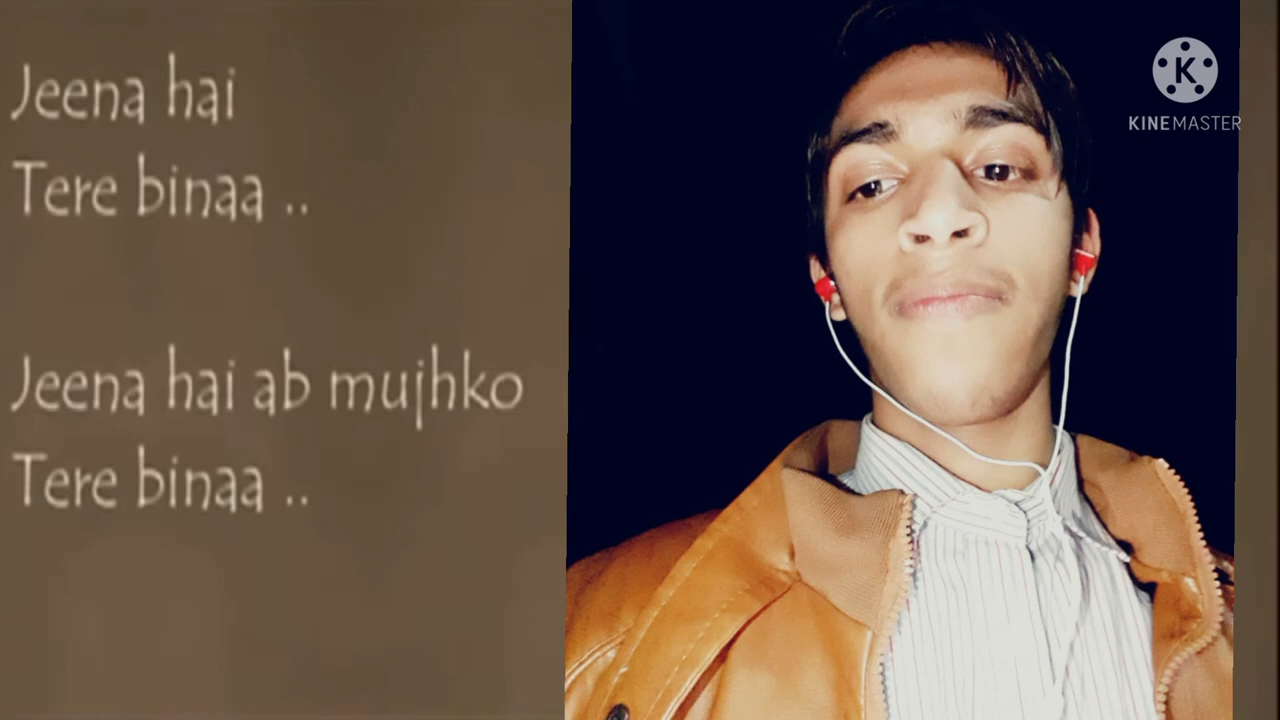 Jeena hai
Tere binaa ..
Jeena hai ab mujhko
Tere binaa ..
K
KINEMASTER